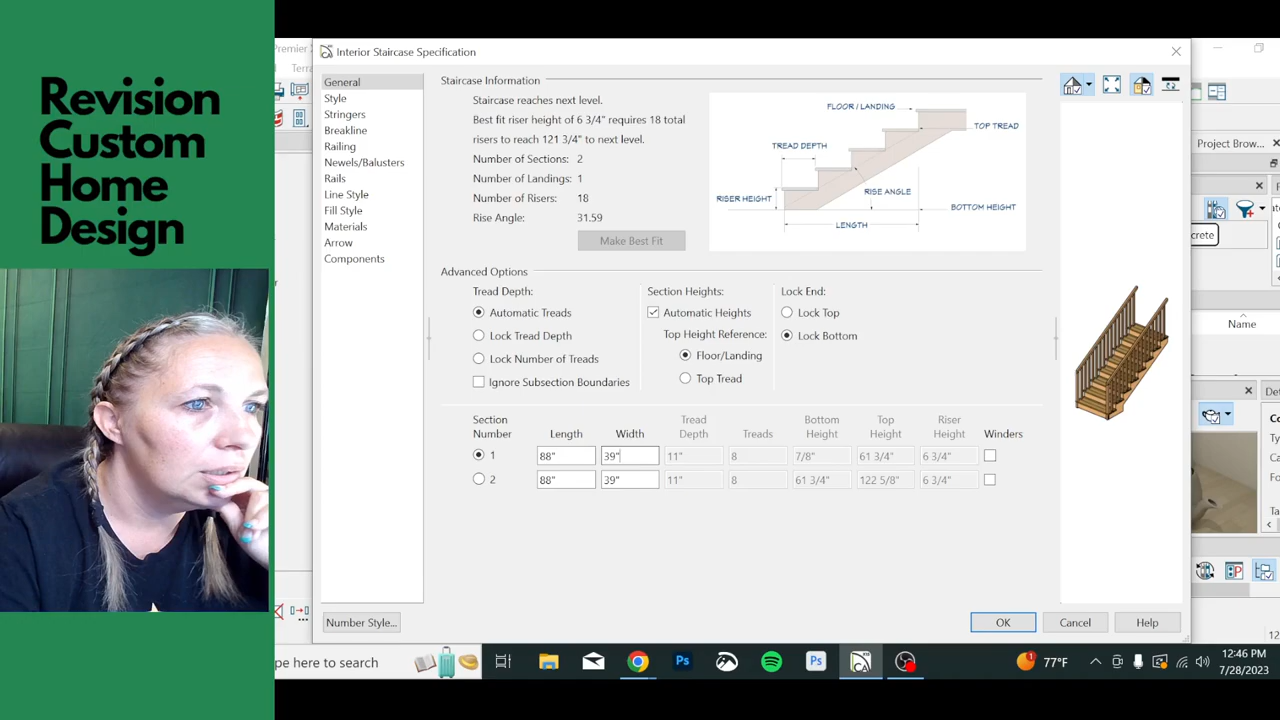 Revision
Custom
Home
Design
Premier
Terra
Interior Staircase Specification
General
Style
Stringers
Breakline
Railing
Newels/Balusters
Rails
Line Style
Fill Style
Materials
Arrow
Components
Staircase Information
Staircase reaches next level.
Best fit riser height of 6 3/4" requires 18 total
risers to reach 121 3/4" to next level.
Number of Sections: 2
Number of Landings: 1
Number of Risers: 18
Rise Angle: 31.59
Make Best Fit
FLOOR / LANDING
TOP TREAD
TREAD DEPTH
RISE ANGLE
RISER HEIGHT
BOTTOM HEIGHT
LENGTH
Advanced Options
Tread Depth:
Automatic Treads
Lock Tread Depth
Lock Number of Treads
Ignore Subsection Boundaries
Section Heights:
Automatic Heights
Top Height Reference:
Floor/Landing
Top Tread
Lock End:
Lock Top
Lock Bottom
Section Number Length Width Tread Depth Treads Bottom Height Top Height Riser Height Winders
1 88" 39" 11" 8 7/8" 61 3/4" 6 3/4"
2 88" 39" 11" 8 61 3/4" 122 5/8" 6 3/4"
Number Style...
OK
Cancel
Help
Project Brow...
crete
Name
pe here to search
77°F
12:46 PM
7/28/2023